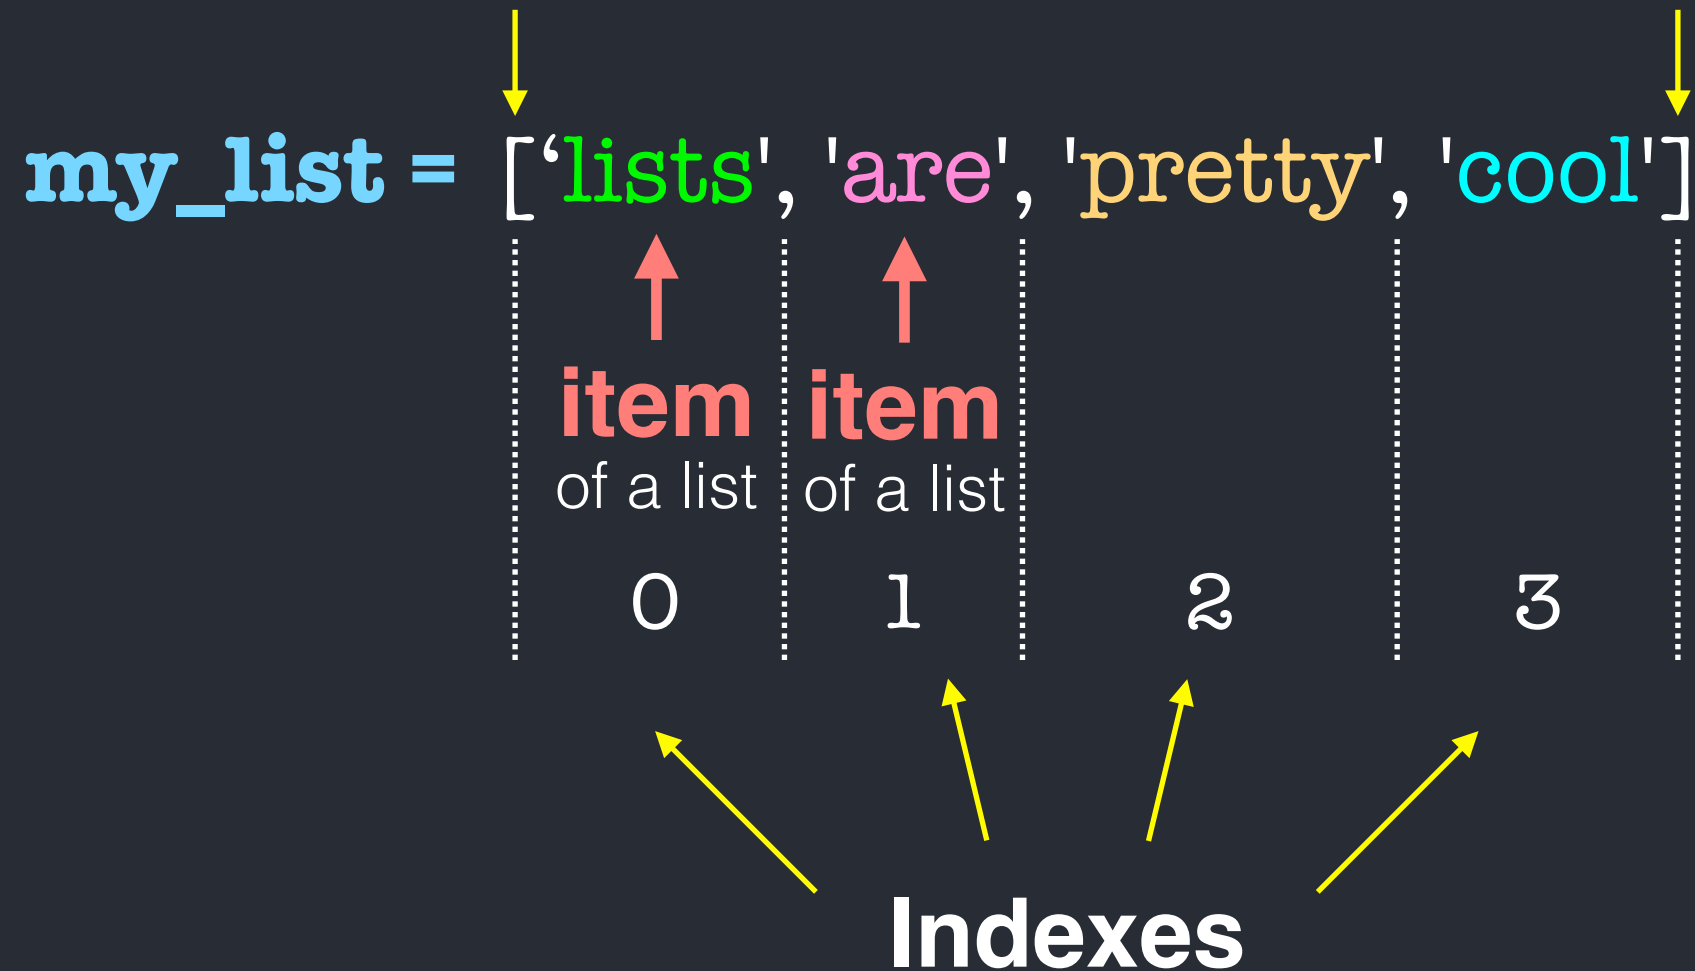 my_list = [‘lists', 'are', 'pretty', 'cool']
item item
of a list of a list
0 1 2 3
Indexes